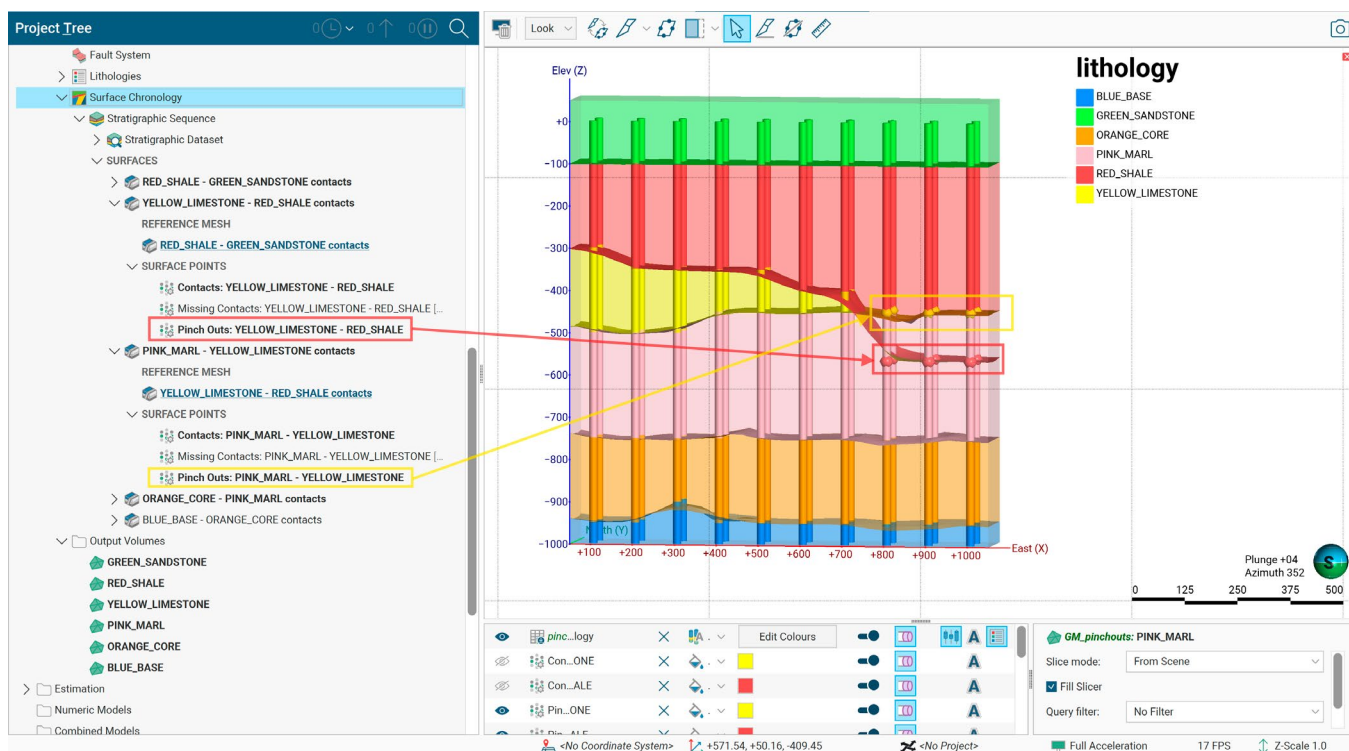 Project Tree
0 0 0
Fault System
Lithologies
Surface Chronology
Stratigraphic Sequence
Stratigraphic Dataset
SURFACES
RED_SHALE - GREEN_SANDSTONE contacts
YELLOW_LIMESTONE - RED_SHALE contacts
REFERENCE MESH
RED_SHALE - GREEN_SANDSTONE contacts
SURFACE POINTS
Contacts: YELLOW_LIMESTONE - RED_SHALE
Missing Contacts: YELLOW_LIMESTONE - RED_SHALE [...
Pinch Outs: YELLOW_LIMESTONE - RED_SHALE
PINK_MARL - YELLOW_LIMESTONE contacts
REFERENCE MESH
YELLOW_LIMESTONE - RED_SHALE contacts
SURFACE POINTS
Contacts: PINK_MARL - YELLOW_LIMESTONE
Missing Contacts: PINK_MARL - YELLOW_LIMESTONE [...
Pinch Outs: PINK_MARL - YELLOW_LIMESTONE
ORANGE_CORE - PINK_MARL contacts
BLUE_BASE - ORANGE_CORE contacts
Output Volumes
GREEN_SANDSTONE
RED_SHALE
YELLOW_LIMESTONE
PINK_MARL
ORANGE_CORE
BLUE_BASE
Estimation
Numeric Models
Combined Models
Look
Elev (Z)
+0
-100
-200
-300
-400
-500
-600
-700
-800
-900
-1000
+100 +200 +300 +400 +500 +600 +700 +800 +900 +1000
East (X)
(Y)
lithology
BLUE_BASE
GREEN_SANDSTONE
ORANGE_CORE
PINK_MARL
RED_SHALE
YELLOW_LIMESTONE
Plunge +04
Azimuth 352
S
0 125 250 375 500
pinc...logy Edit Colours A
Con...ONE A
Con...ALE A
Pin...ONE A
GM_pinchouts: PINK_MARL
Slice mode: From Scene
Fill Slicer
Query filter: No Filter
<No Coordinate System> +571.54, +50.16, -409.45 <No Project> Full Acceleration 17 FPS Z-Scale 1.0